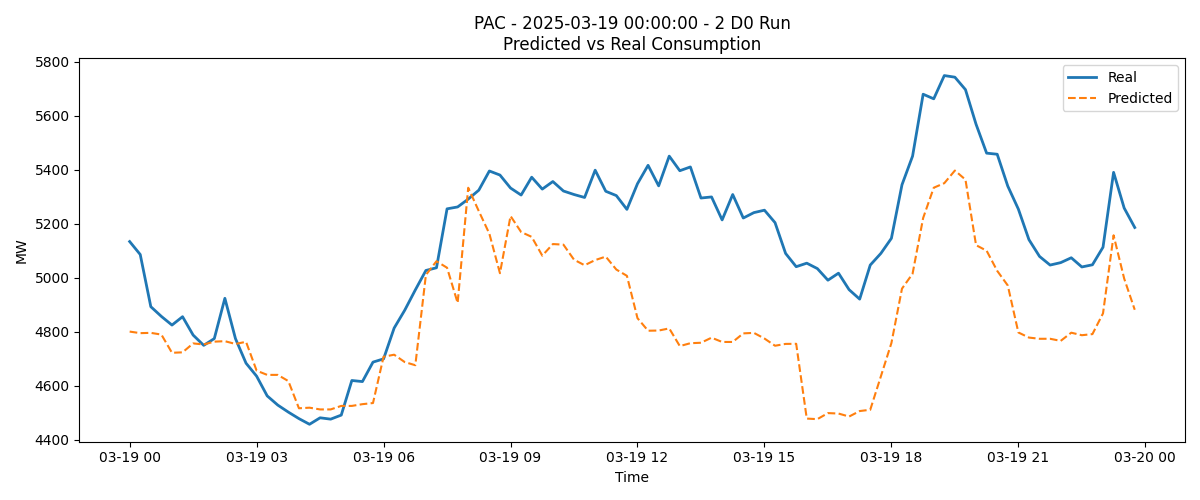 PAC - 2025-03-19 00:00:00 - 2 D0 Run
Predicted vs Real Consumption
5800
5600
5400
5200
5000
4800
4600
4400
MW
Real
Predicted
03-19 00
03-19 03
03-19 06
03-19 09
03-19 12
03-19 15
03-19 18
03-19 21
03-20 00
Time